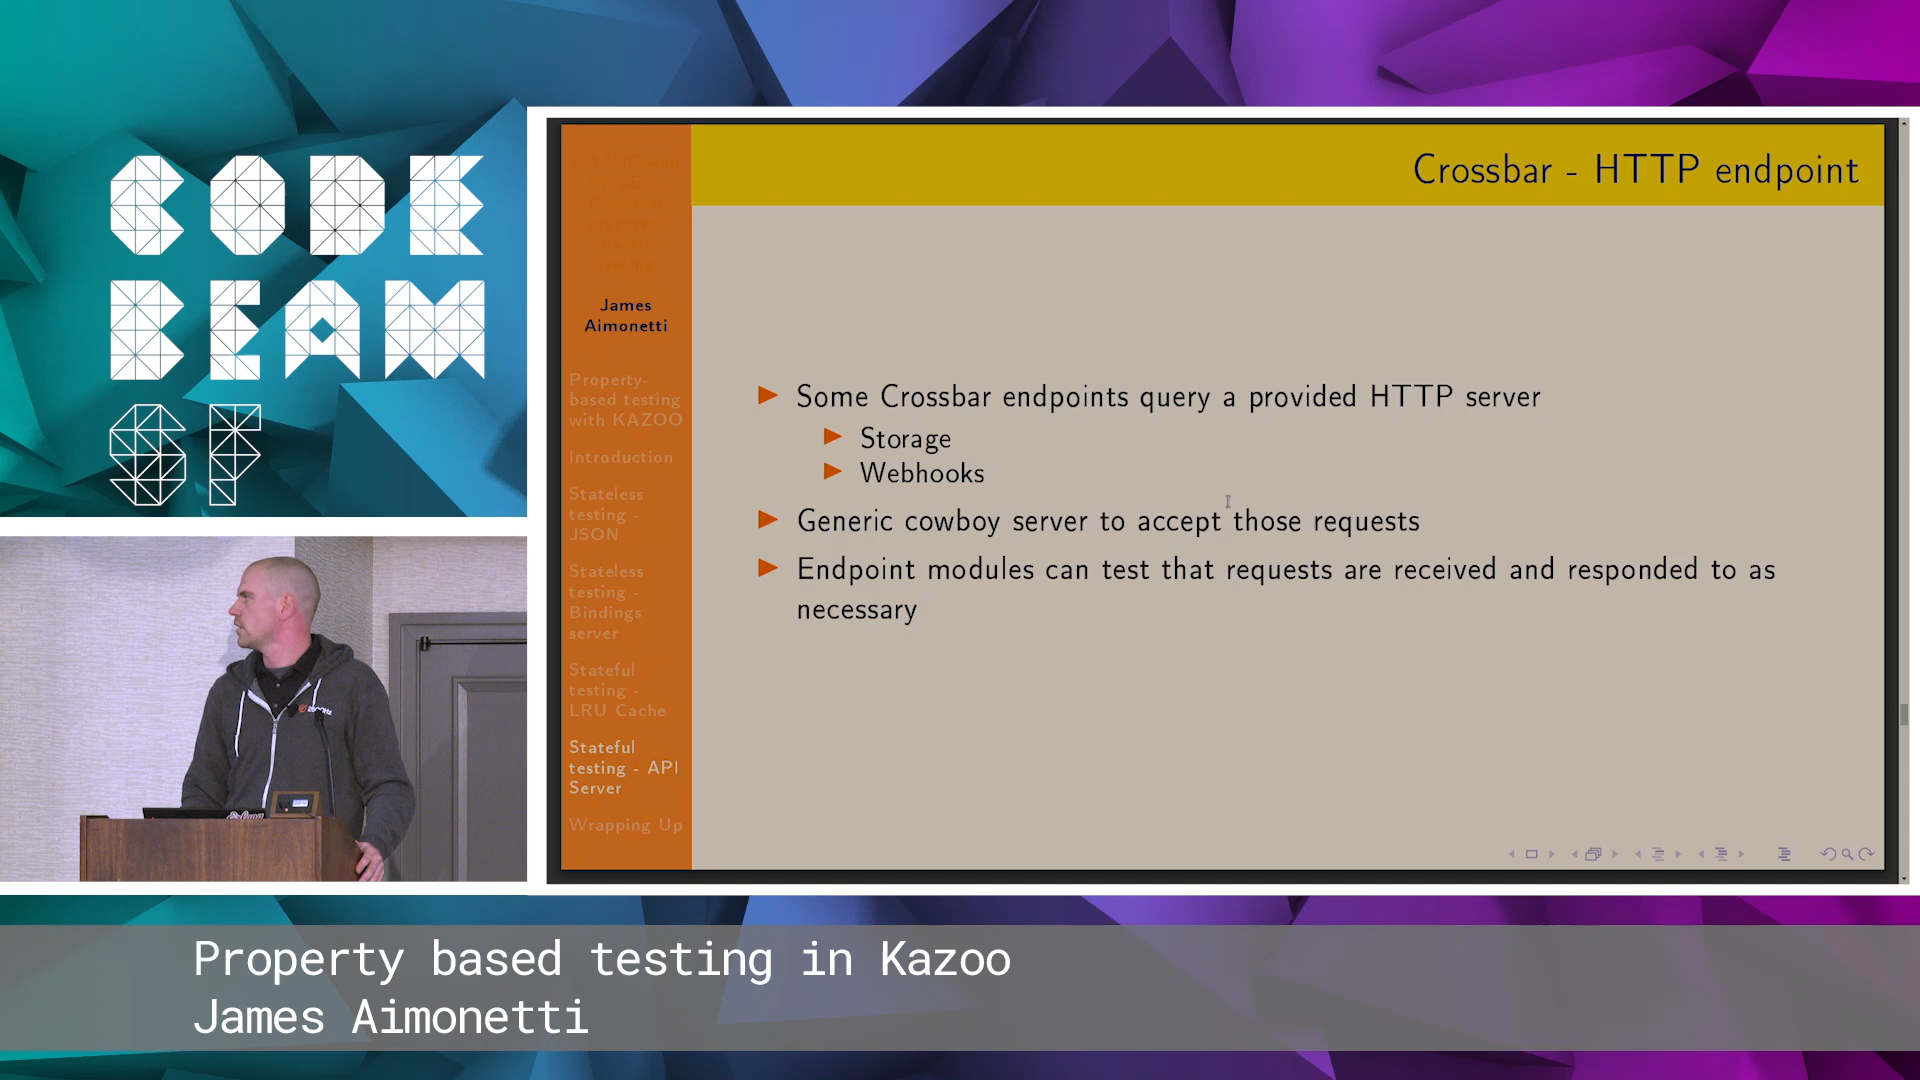 CODE
BEAM
SF
Crossbar - HTTP endpoint
James
Aimonetti
Property-
based testing
with KAZOO
Introduction
Stateless
testing -
JSON
Stateless
testing -
Bindings
server
Stateful
testing -
LRU Cache
Stateful
testing - API
Server
Wrapping Up
Some Crossbar endpoints query a provided HTTP server
Storage
Webhooks
Generic cowboy server to accept those requests
Endpoint modules can test that requests are received and responded to as
necessary
Property based testing in Kazoo
James Aimonetti